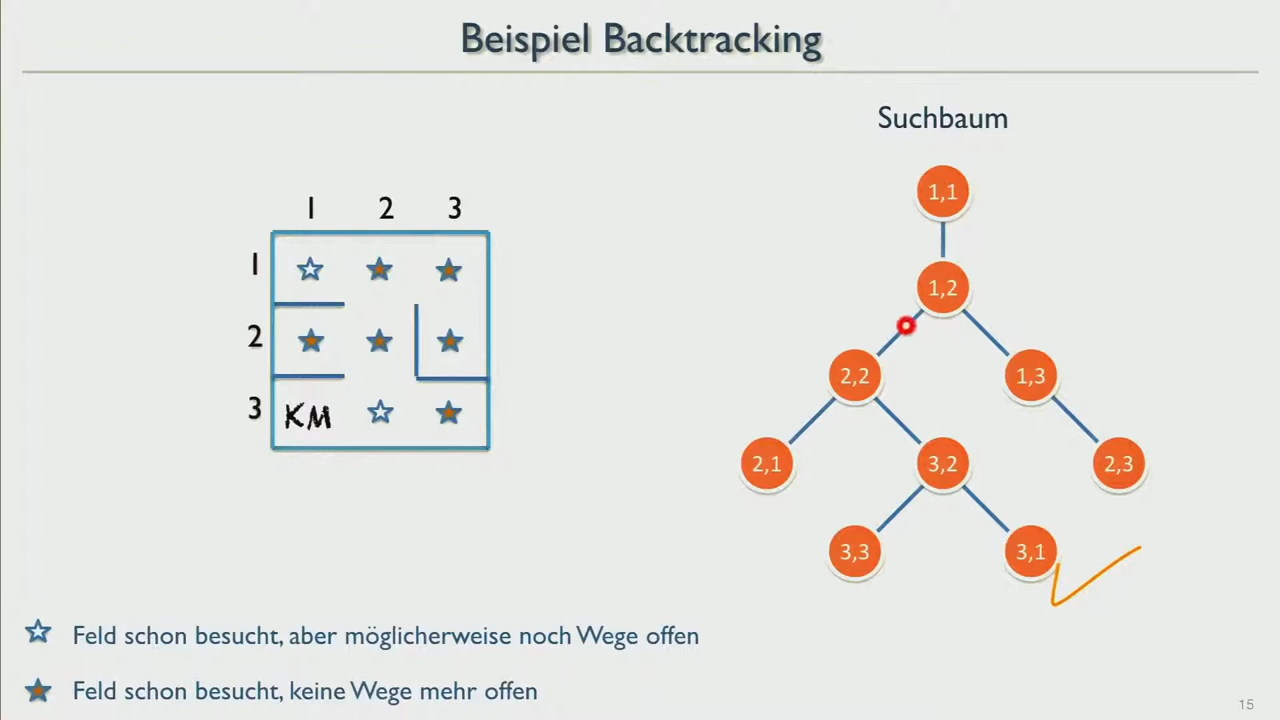 Beispiel Backtracking
Suchbaum
1 2 3
1
2
3
KM
1,1
1,2
2,2
1,3
2,1
3,2
2,3
3,3
3,1
Feld schon besucht, aber möglicherweise noch Wege offen
Feld schon besucht, keine Wege mehr offen
15